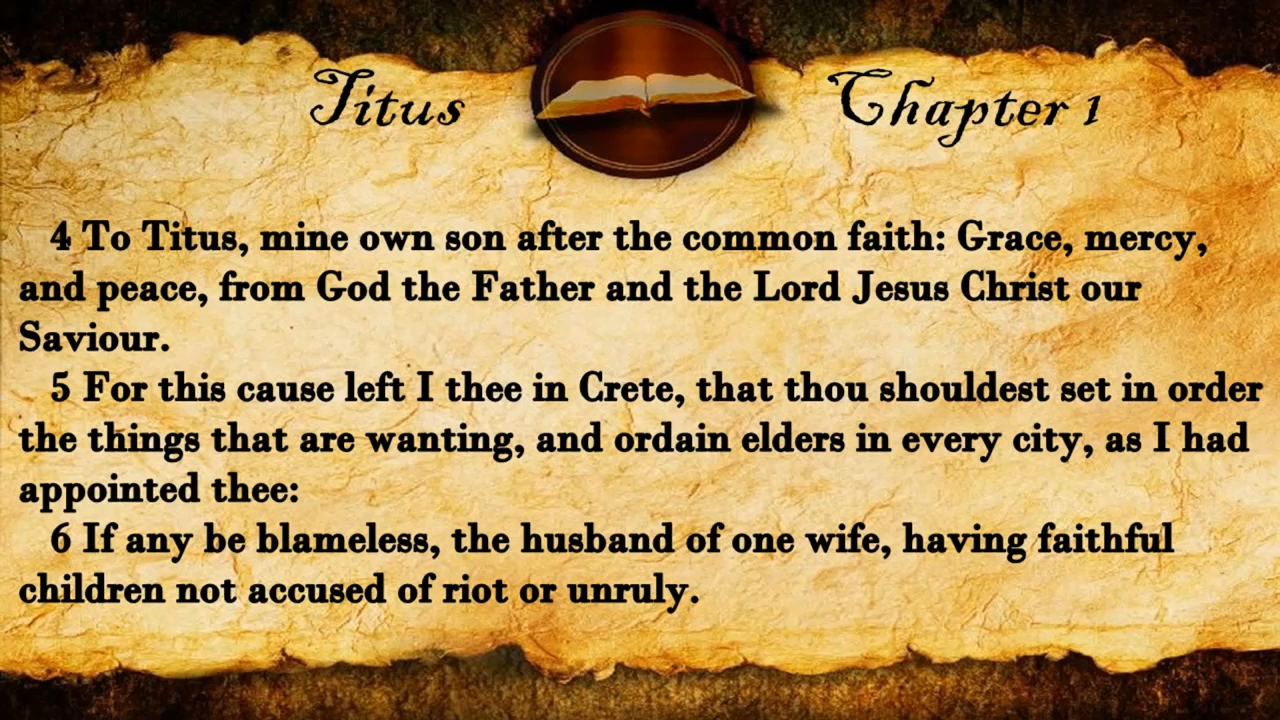 Titus Chapter 1
4 To Titus, mine own son after the common faith: Grace, mercy,
and peace, from God the Father and the Lord Jesus Christ our
Saviour.
5 For this cause left I thee in Crete, that thou shouldest set in order
the things that are wanting, and ordain elders in every city, as I had
appointed thee:
6 If any be blameless, the husband of one wife, having faithful
children not accused of riot or unruly.